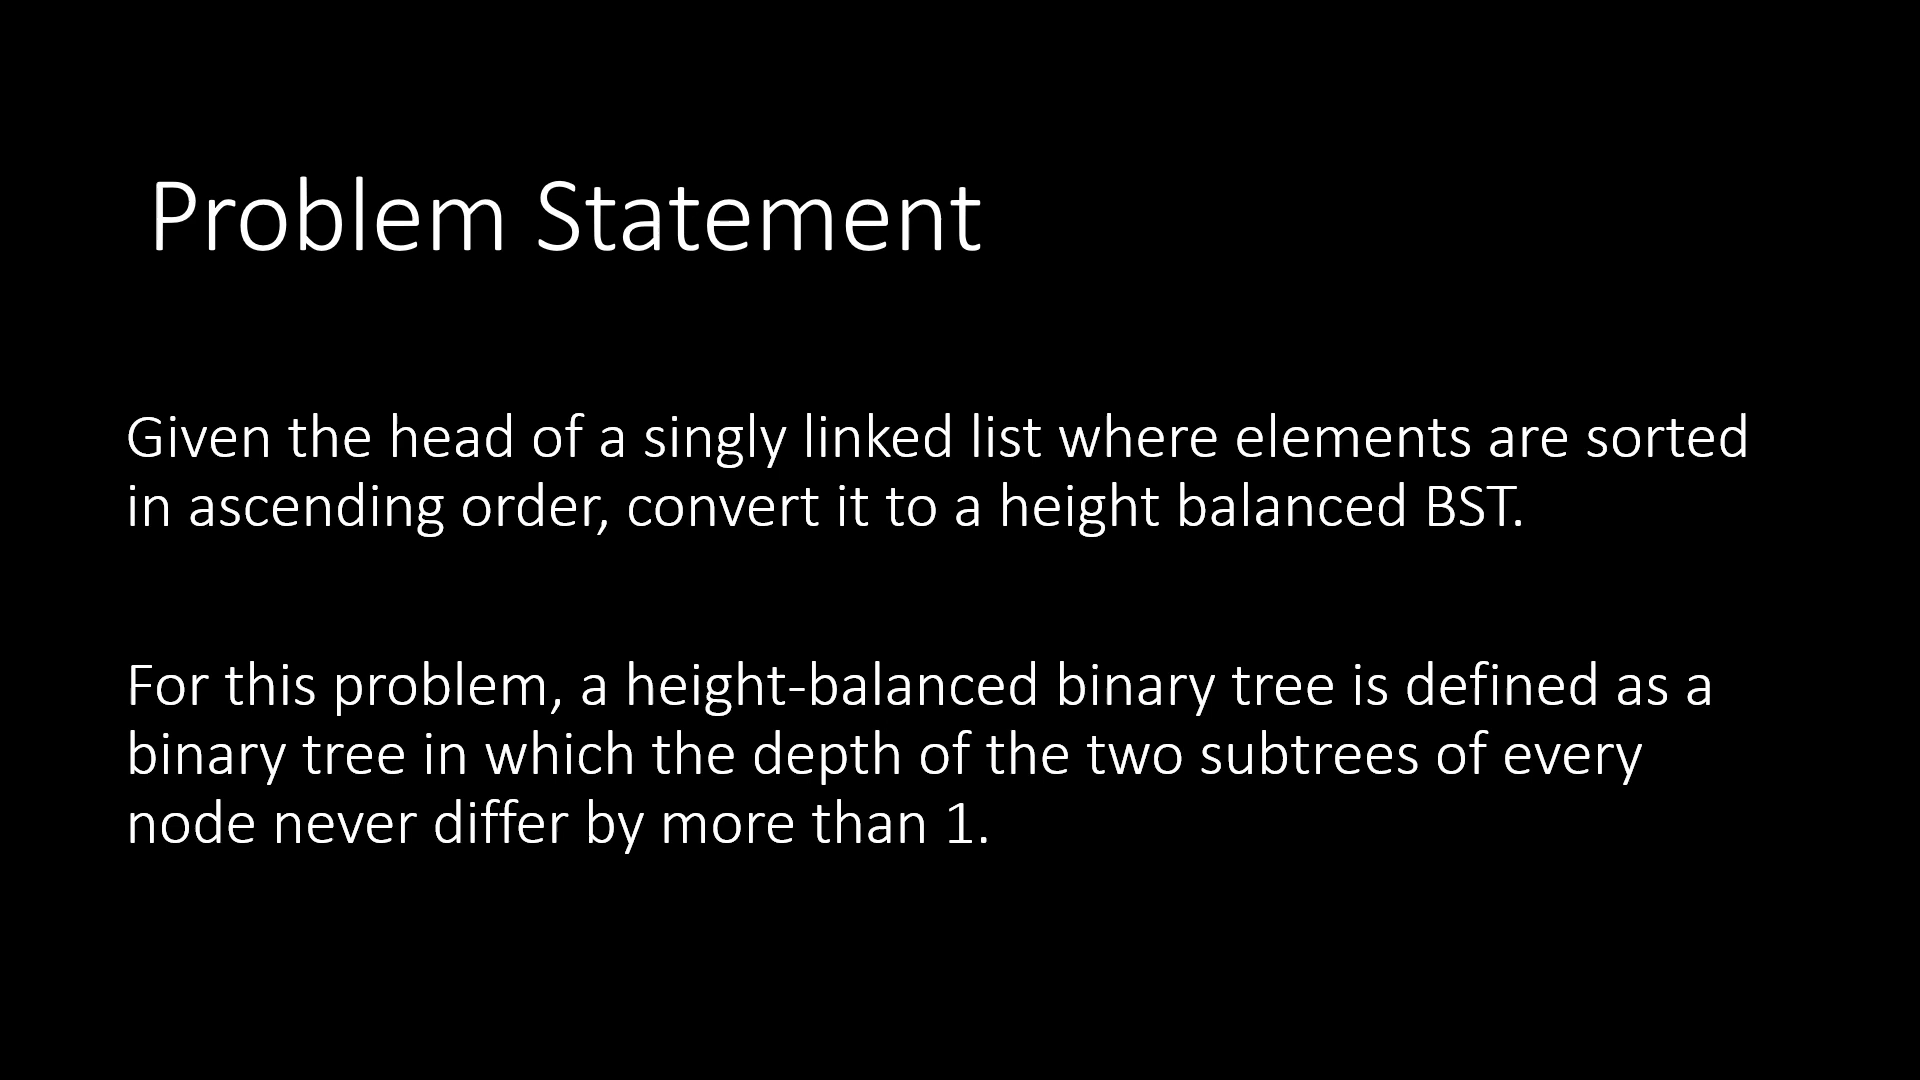 Problem Statement
Given the head of a singly linked list where elements are sorted
in ascending order, convert it to a height balanced BST.
For this problem, a height-balanced binary tree is defined as a
binary tree in which the depth of the two subtrees of every
node never differ by more than 1.